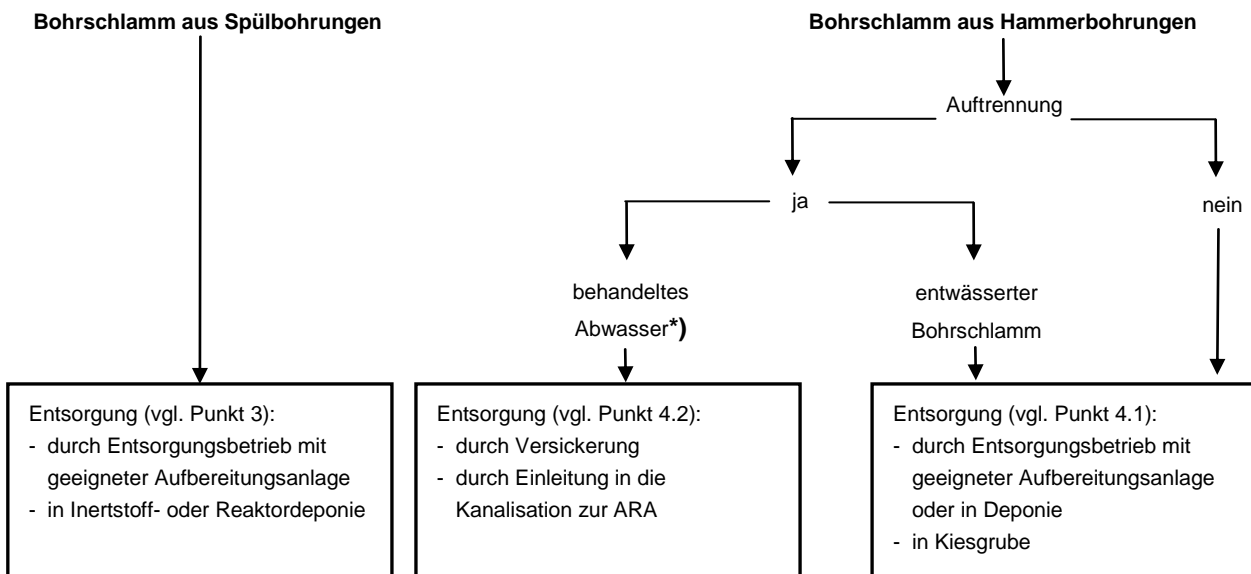 Bohrschlamm aus Spülbohrungen
Bohrschlamm aus Hammerbohrungen
Auftrennung
ja
nein
behandeltes
Abwasser*)
entwässerter
Bohrschlamm
Entsorgung (vgl. Punkt 3):
- durch Entsorgungsbetrieb mit
geeigneter Aufbereitungsanlage
- in Inertstoff- oder Reaktordeponie
Entsorgung (vgl. Punkt 4.2):
- durch Versickerung
- durch Einleitung in die
Kanalisation zur ARA
Entsorgung (vgl. Punkt 4.1):
- durch Entsorgungsbetrieb mit
geeigneter Aufbereitungsanlage
oder in Deponie
- in Kiesgrube